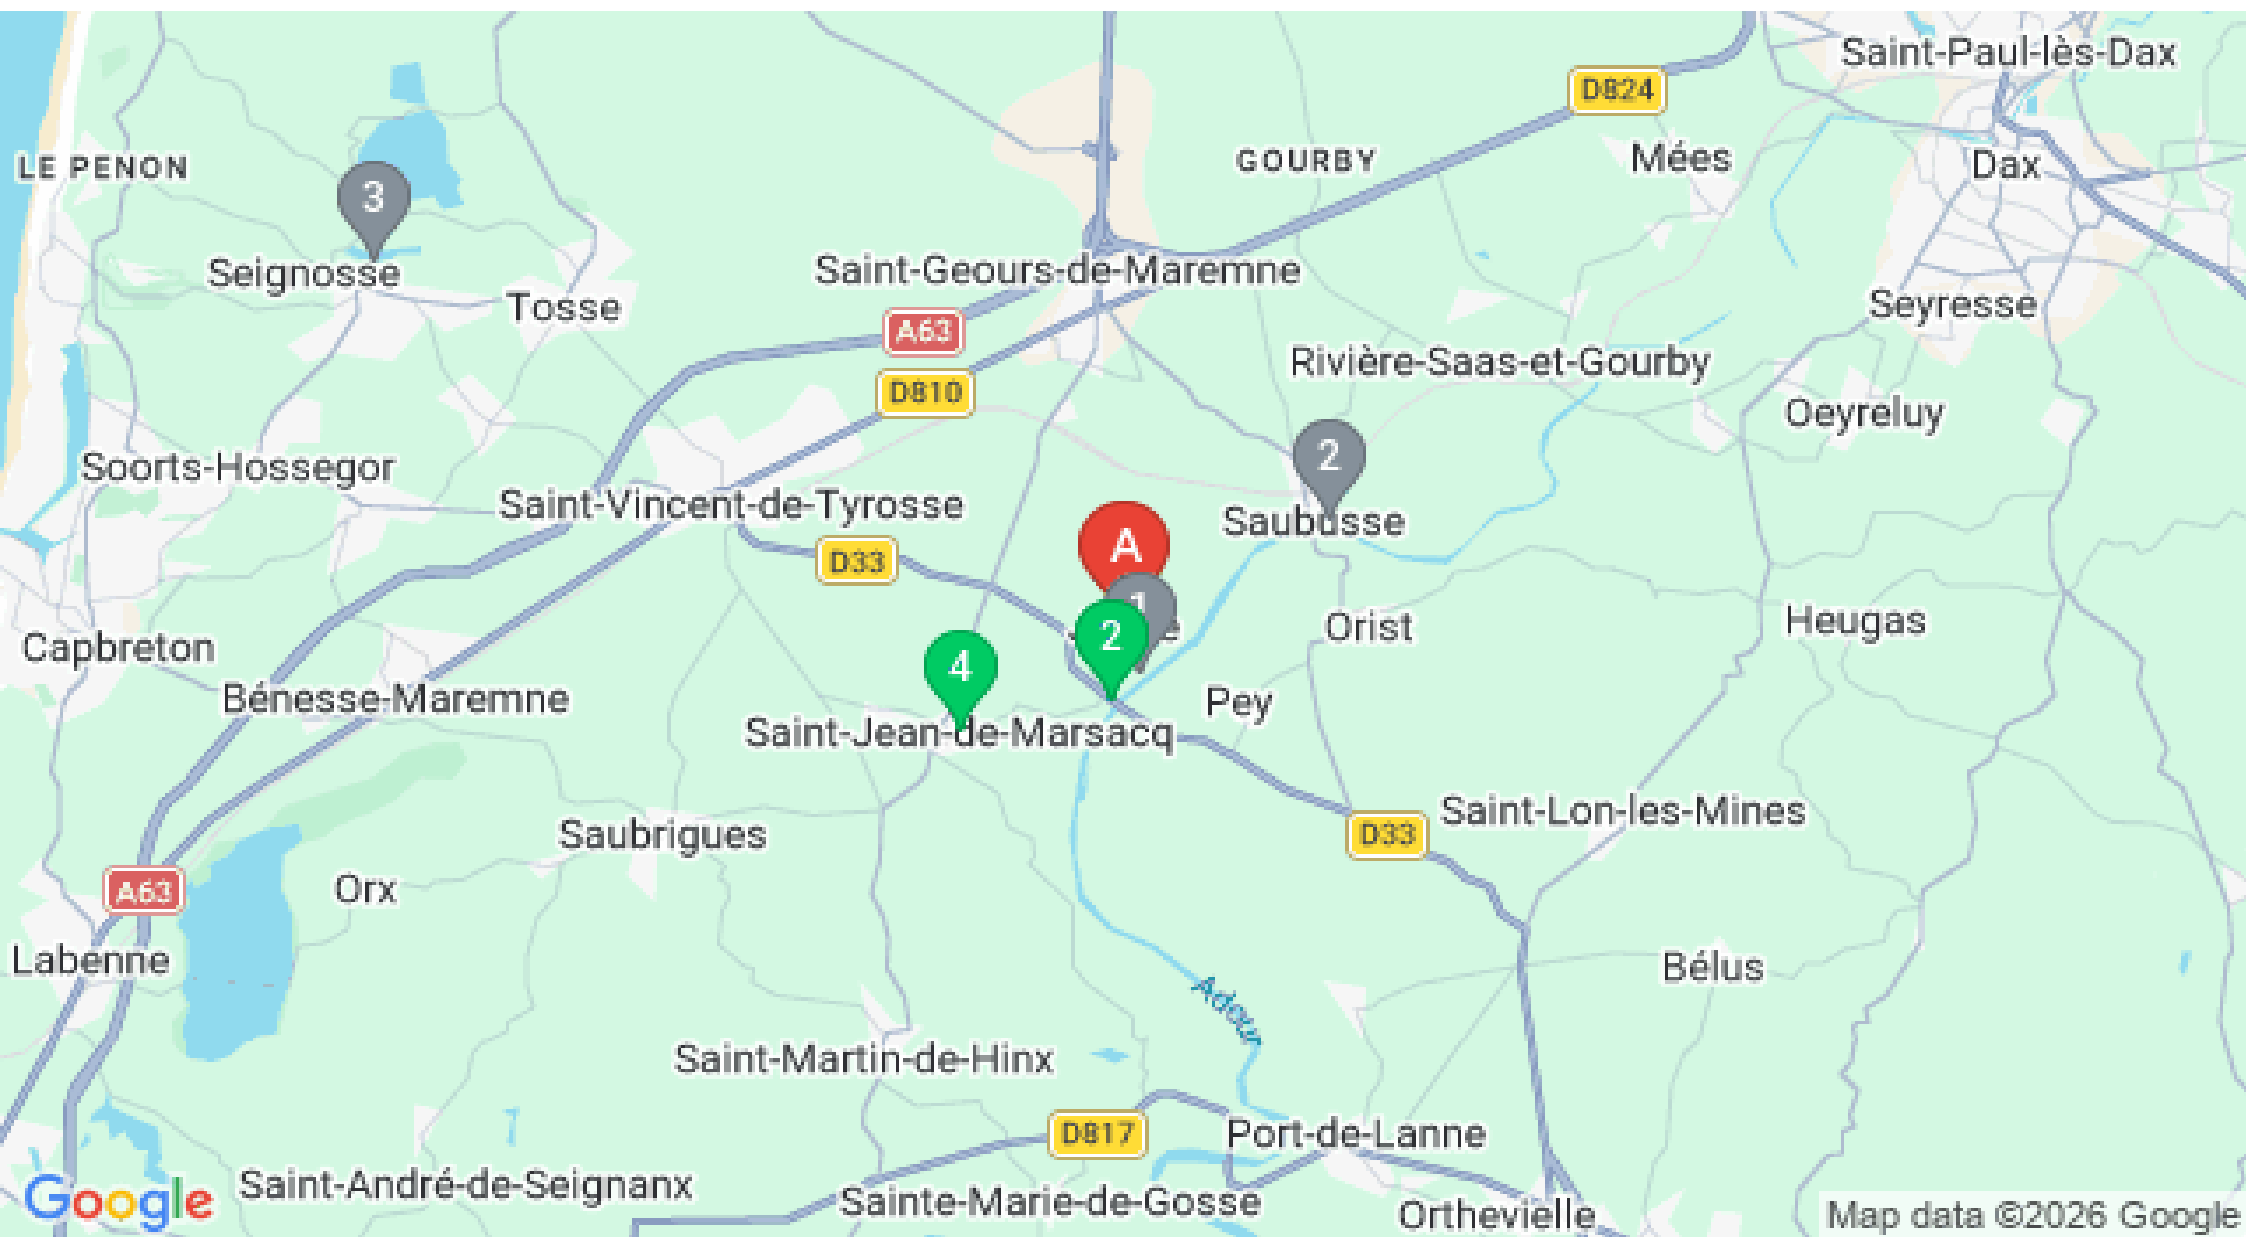 Saint-Paul-lès-Dax
D824
LE PENON
GOURBY
Mées
Dax
3
Seignosse
Tosse
Saint-Geours-de-Maremne
Seyresse
A63
Rivière-Saas-et-Gourby
D810
Oeyreluy
2
Soorts-Hossegor
Saint-Vincent-de-Tyrosse
Saubusse
A
D33
1
2
Orist
Heugas
Capbreton
4
Bénesse-Maremne
Pey
Saint-Jean-de-Marsacq
Saint-Lon-les-Mines
Saubrigues
D33
A63
Orx
Labenne
Bélus
Adour
Saint-Martin-de-Hinx
D817
Port-de-Lanne
Saint-André-de-Seignanx
Google
Sainte-Marie-de-Gosse
Orthevielle
Map data ©2026 Google